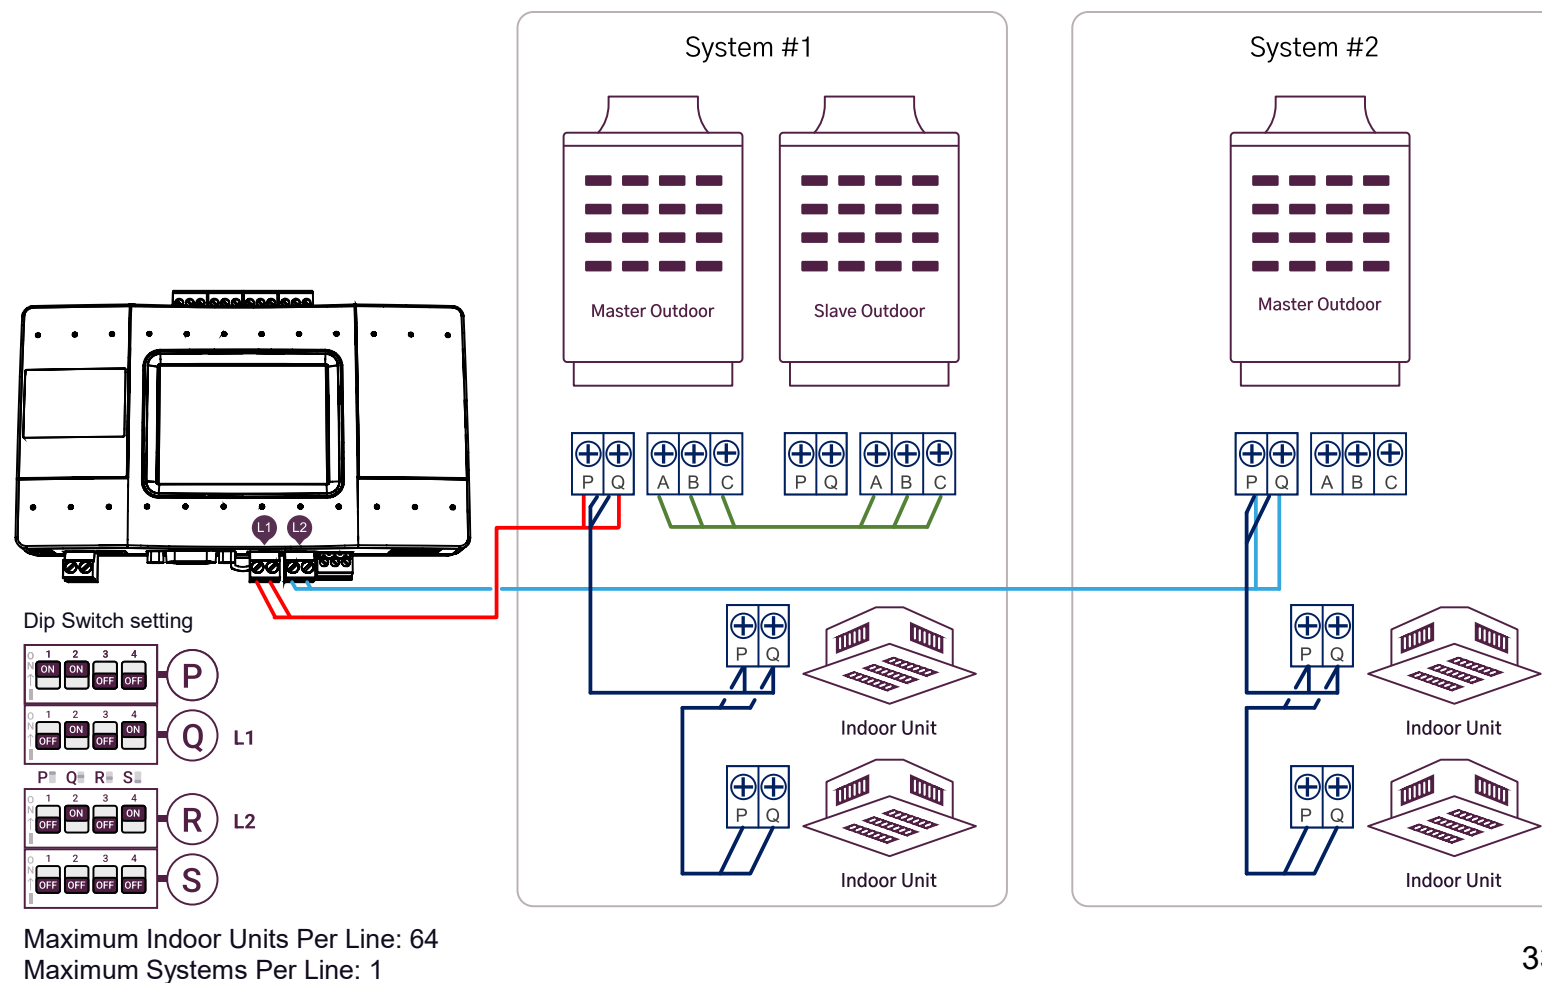 System #1
System #2
Master Outdoor
Slave Outdoor
Master Outdoor
P Q A B C P Q A B C
P Q A B C
L1 L2
Dip Switch setting
ON 1 2 3 4
ON ON OFF OFF
P
1 2 3 4
OFF ON OFF ON
Q L1
P Q R S
ON 1 2 3 4
OFF ON OFF ON
R L2
ON 1 2 3 4
OFF OFF OFF OFF
S
P Q
Indoor Unit
P Q
Indoor Unit
P Q
Indoor Unit
P Q
Indoor Unit
Maximum Indoor Units Per Line: 64
Maximum Systems Per Line: 1